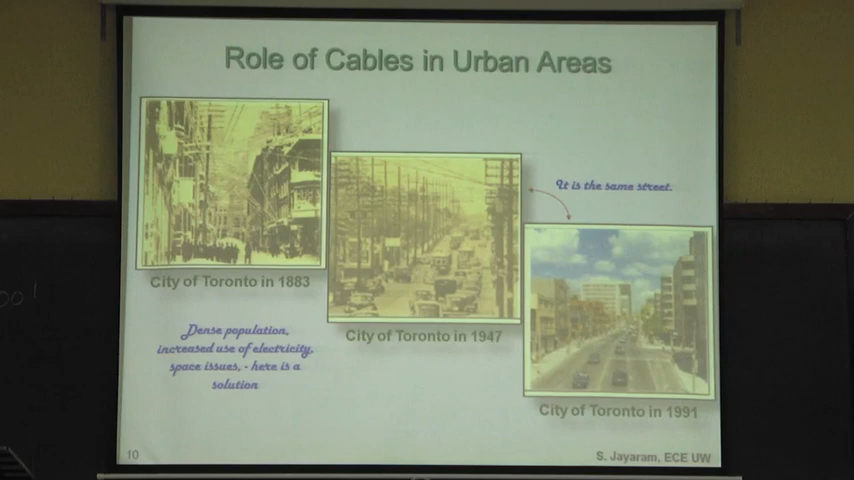 Role of Cables in Urban Areas
It is the same street.
City of Toronto in 1883
City of Toronto in 1947
Dense population,
increased use of electricity,
space issues, - here is a
solution
City of Toronto in 1991
10
S. Jayaram, ECE UW